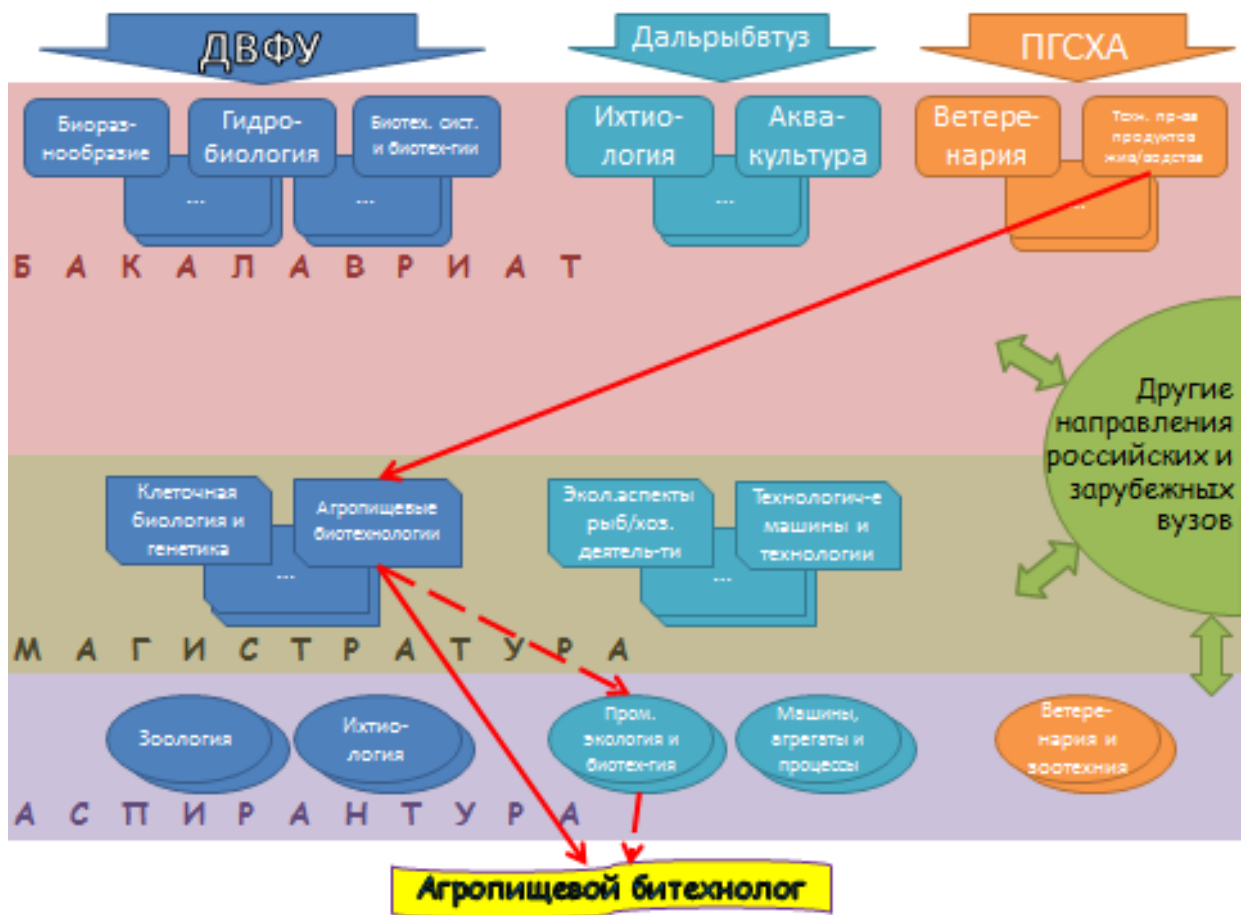 ДВФУ
Дальрыбвтуз
ПГСХА
Биораз-
нообразие
Гидро-
биология
Биотех. сист.
и биотех-гии
Ихтио-
логия
Аква-
культура
Ветере-
нария
Техн. пр-ва
продуктов
жив/водства
...
...
...
...
БАКАЛАВРИАТ
Другие
направления
российских и
зарубежных
вузов
Клеточная
биология и
генетика
Агропищевые
биотехнологии
Экол.аспекты
рыб/хоз.
деятель-ти
Технологич-е
машины и
технологии
...
...
МАГИСТРАТУРА
Зоология
Ихтио-
логия
Пром.
экология и
биотех-гия
Машины,
агрегаты и
процессы
Ветере-
нария и
зоотехния
АСПИРАНТУРА
Агропищевой битехнолог